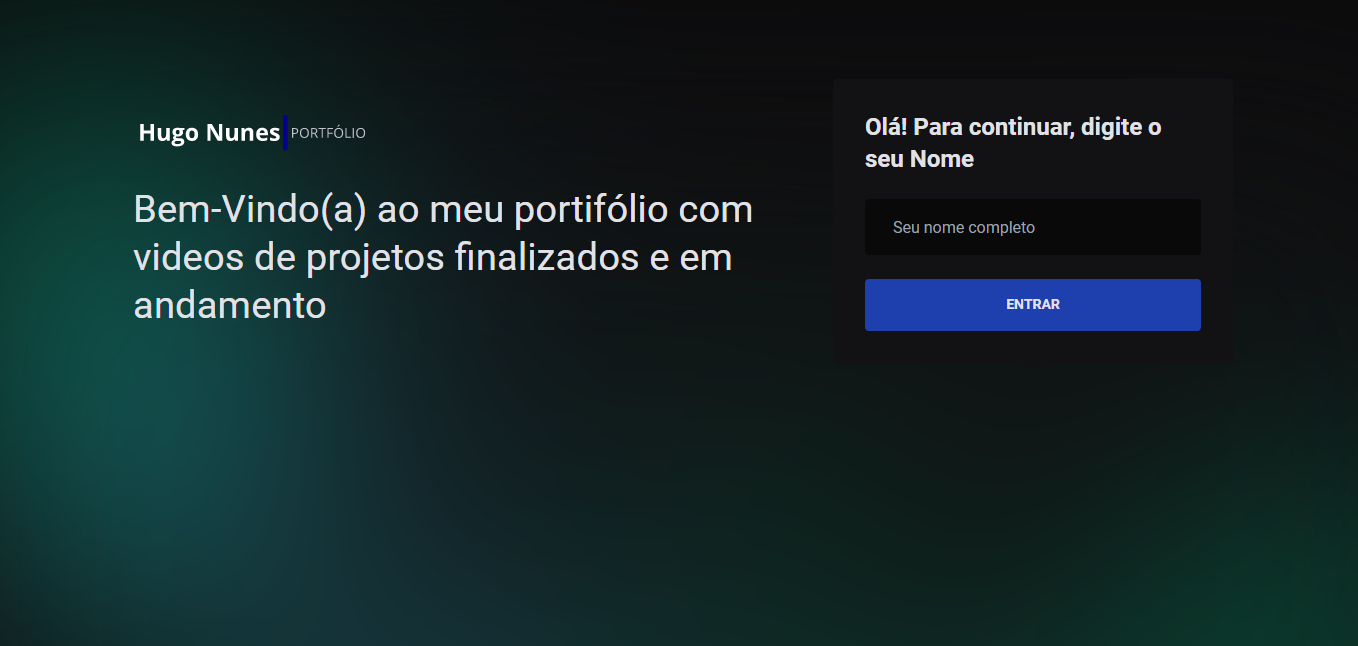 Hugo Nunes PORTFÓLIO
Bem-Vindo(a) ao meu portifólio com
videos de projetos finalizados e em
andamento
Olá! Para continuar, digite o
seu Nome
Seu nome completo
ENTRAR